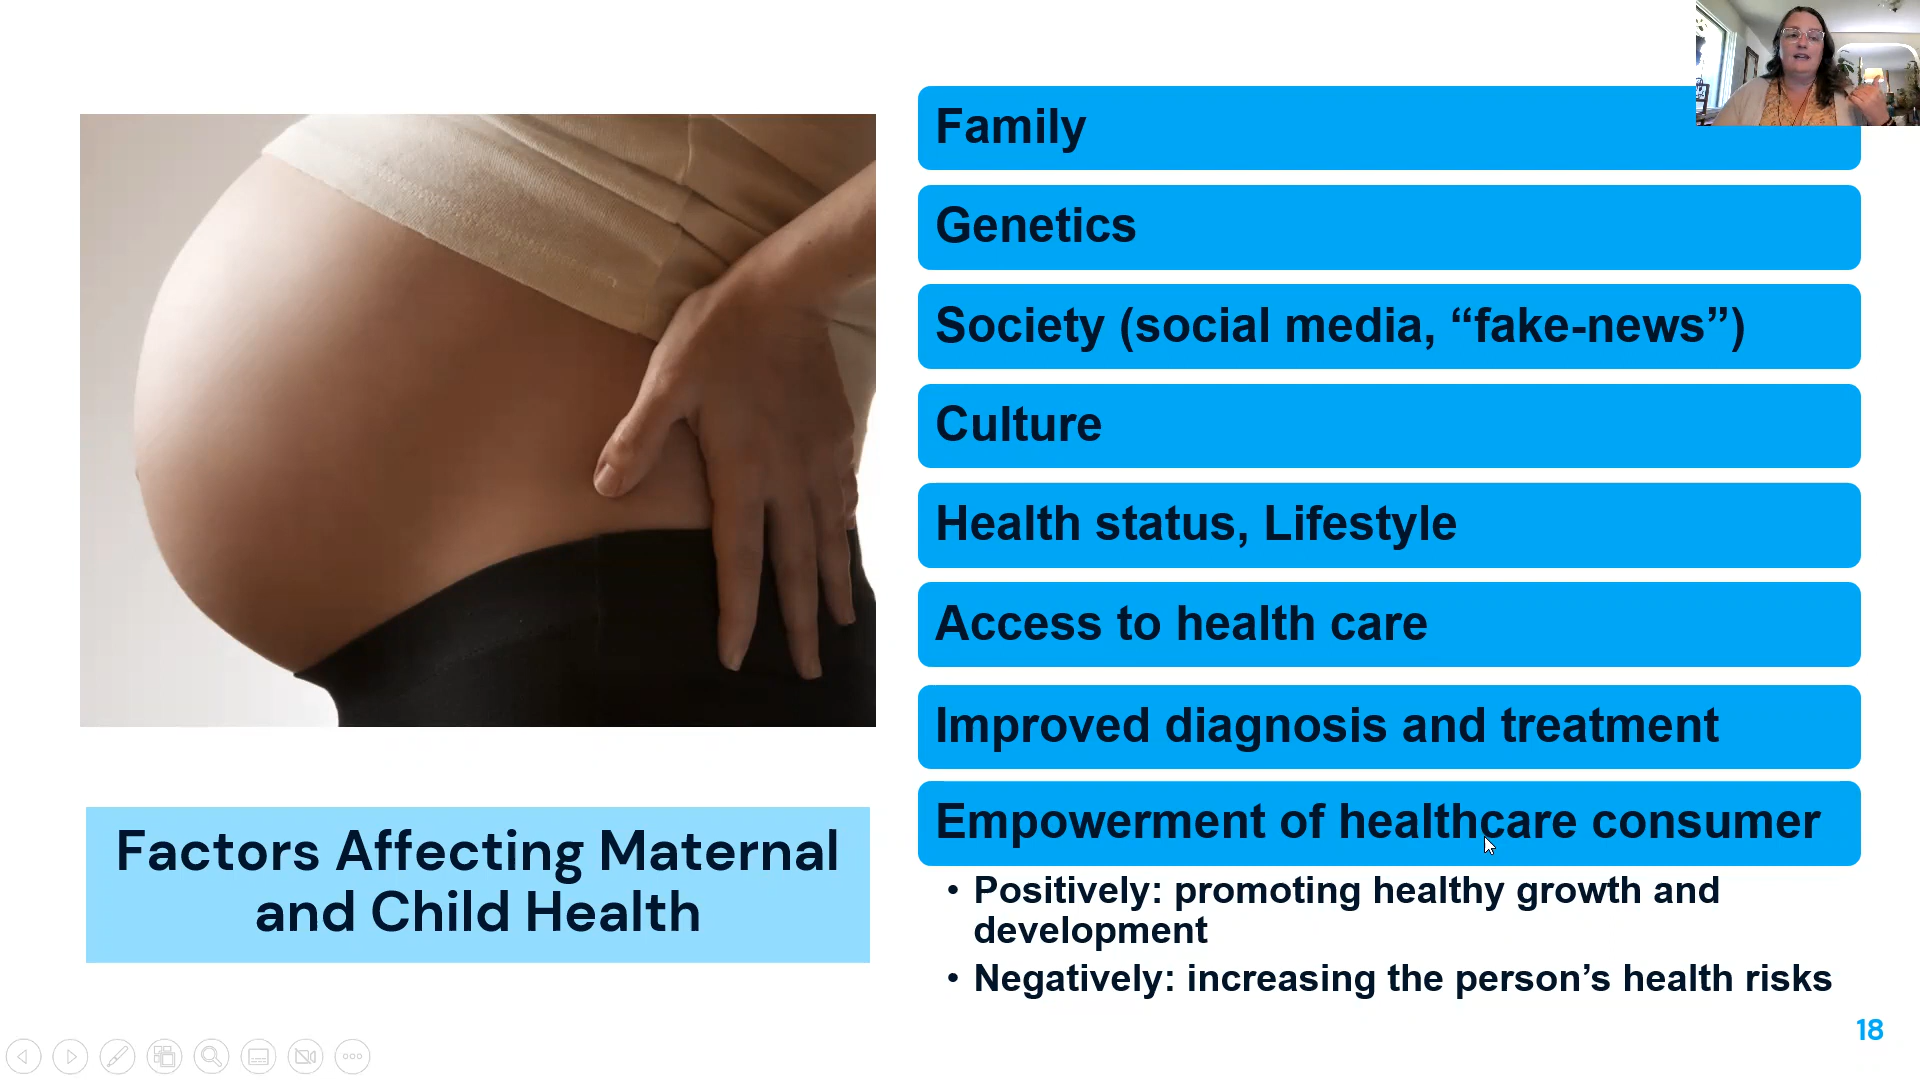 Family
Genetics
Society (social media, “fake-news”)
Culture
Health status, Lifestyle
Access to health care
Improved diagnosis and treatment
Empowerment of healthcare consumer
• Positively: promoting healthy growth and
development
• Negatively: increasing the person’s health risks
Factors Affecting Maternal
and Child Health
18